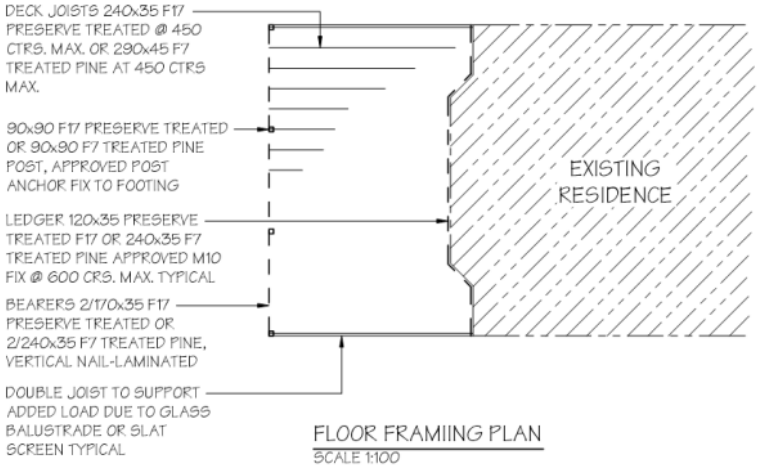 DECK JOISTS 240x35 F17
PRESERVE TREATED @ 450
CTRS. MAX. OR 290x45 F7
TREATED PINE AT 450 CTRS
MAX.
90x90 F17 PRESERVE TREATED
OR 90x90 F7 TREATED PINE
POST, APPROVED POST
ANCHOR FIX TO FOOTING
LEDGER 120x35 PRESERVE
TREATED F17 OR 240x35 F7
TREATED PINE APPROVED M10
FIX @ 600 CRS. MAX. TYPICAL
BEARERS 2/170x35 F17
PRESERVE TREATED OR
2/240x35 F7 TREATED PINE,
VERTICAL NAIL-LAMINATED
DOUBLE JOIST TO SUPPORT
ADDED LOAD DUE TO GLASS
BALUSTRADE OR SLAT
SCREEN TYPICAL
EXISTING
RESIDENCE
FLOOR FRAMIING PLAN
SCALE 1:100